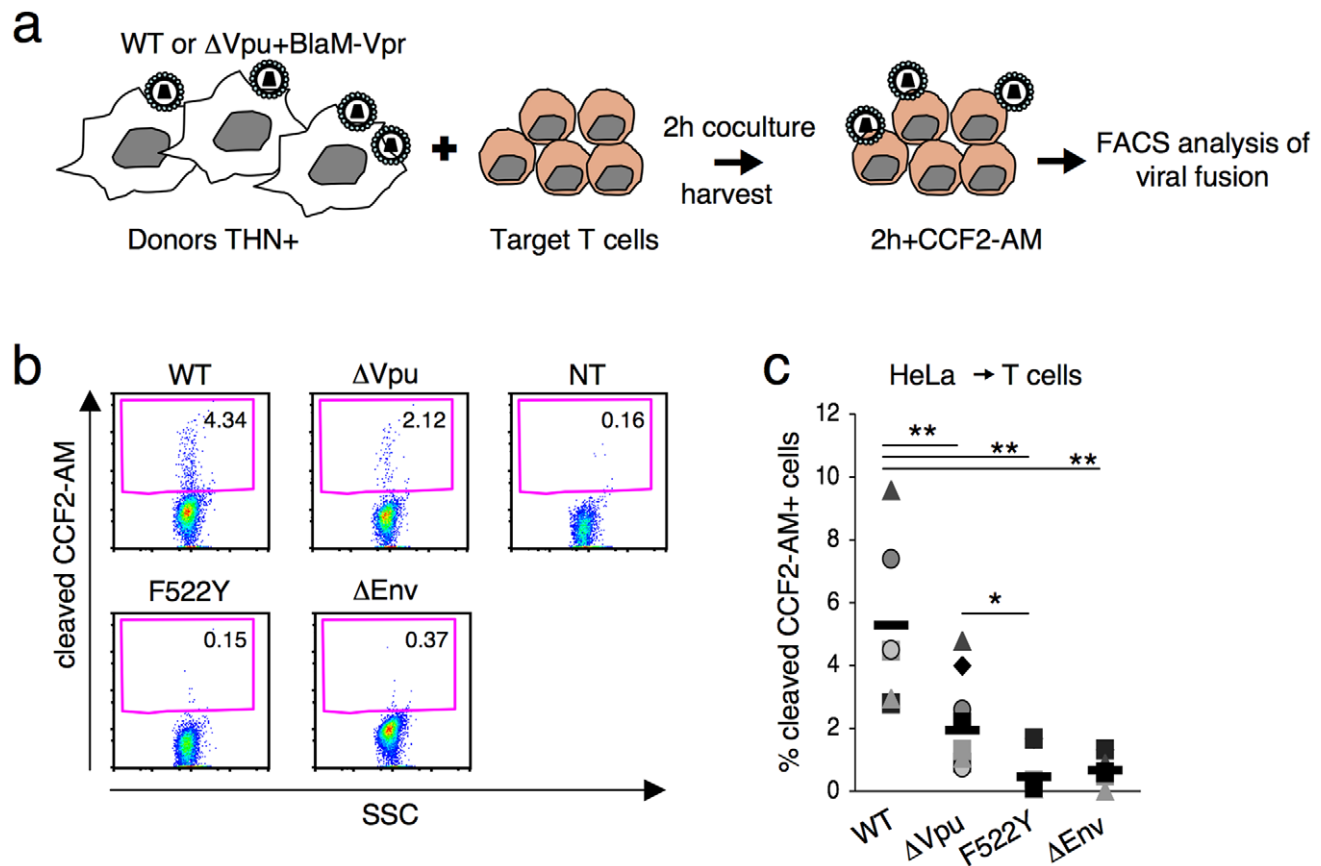 a
WT or ΔVpu+BlaM-Vpr
Donors THN+
Target T cells
2h coculture
harvest
2h+CCF2-AM
FACS analysis of
viral fusion
b
cleaved CCF2-AM
WT
4.34
ΔVpu
2.12
NT
0.16
F522Y
0.15
ΔEnv
0.37
SSC
c
HeLa → T cells
% cleaved CCF2-AM+ cells
12
10
8
6
4
2
0
**
**
**
*
WT
ΔVpu
F522Y
ΔEnv